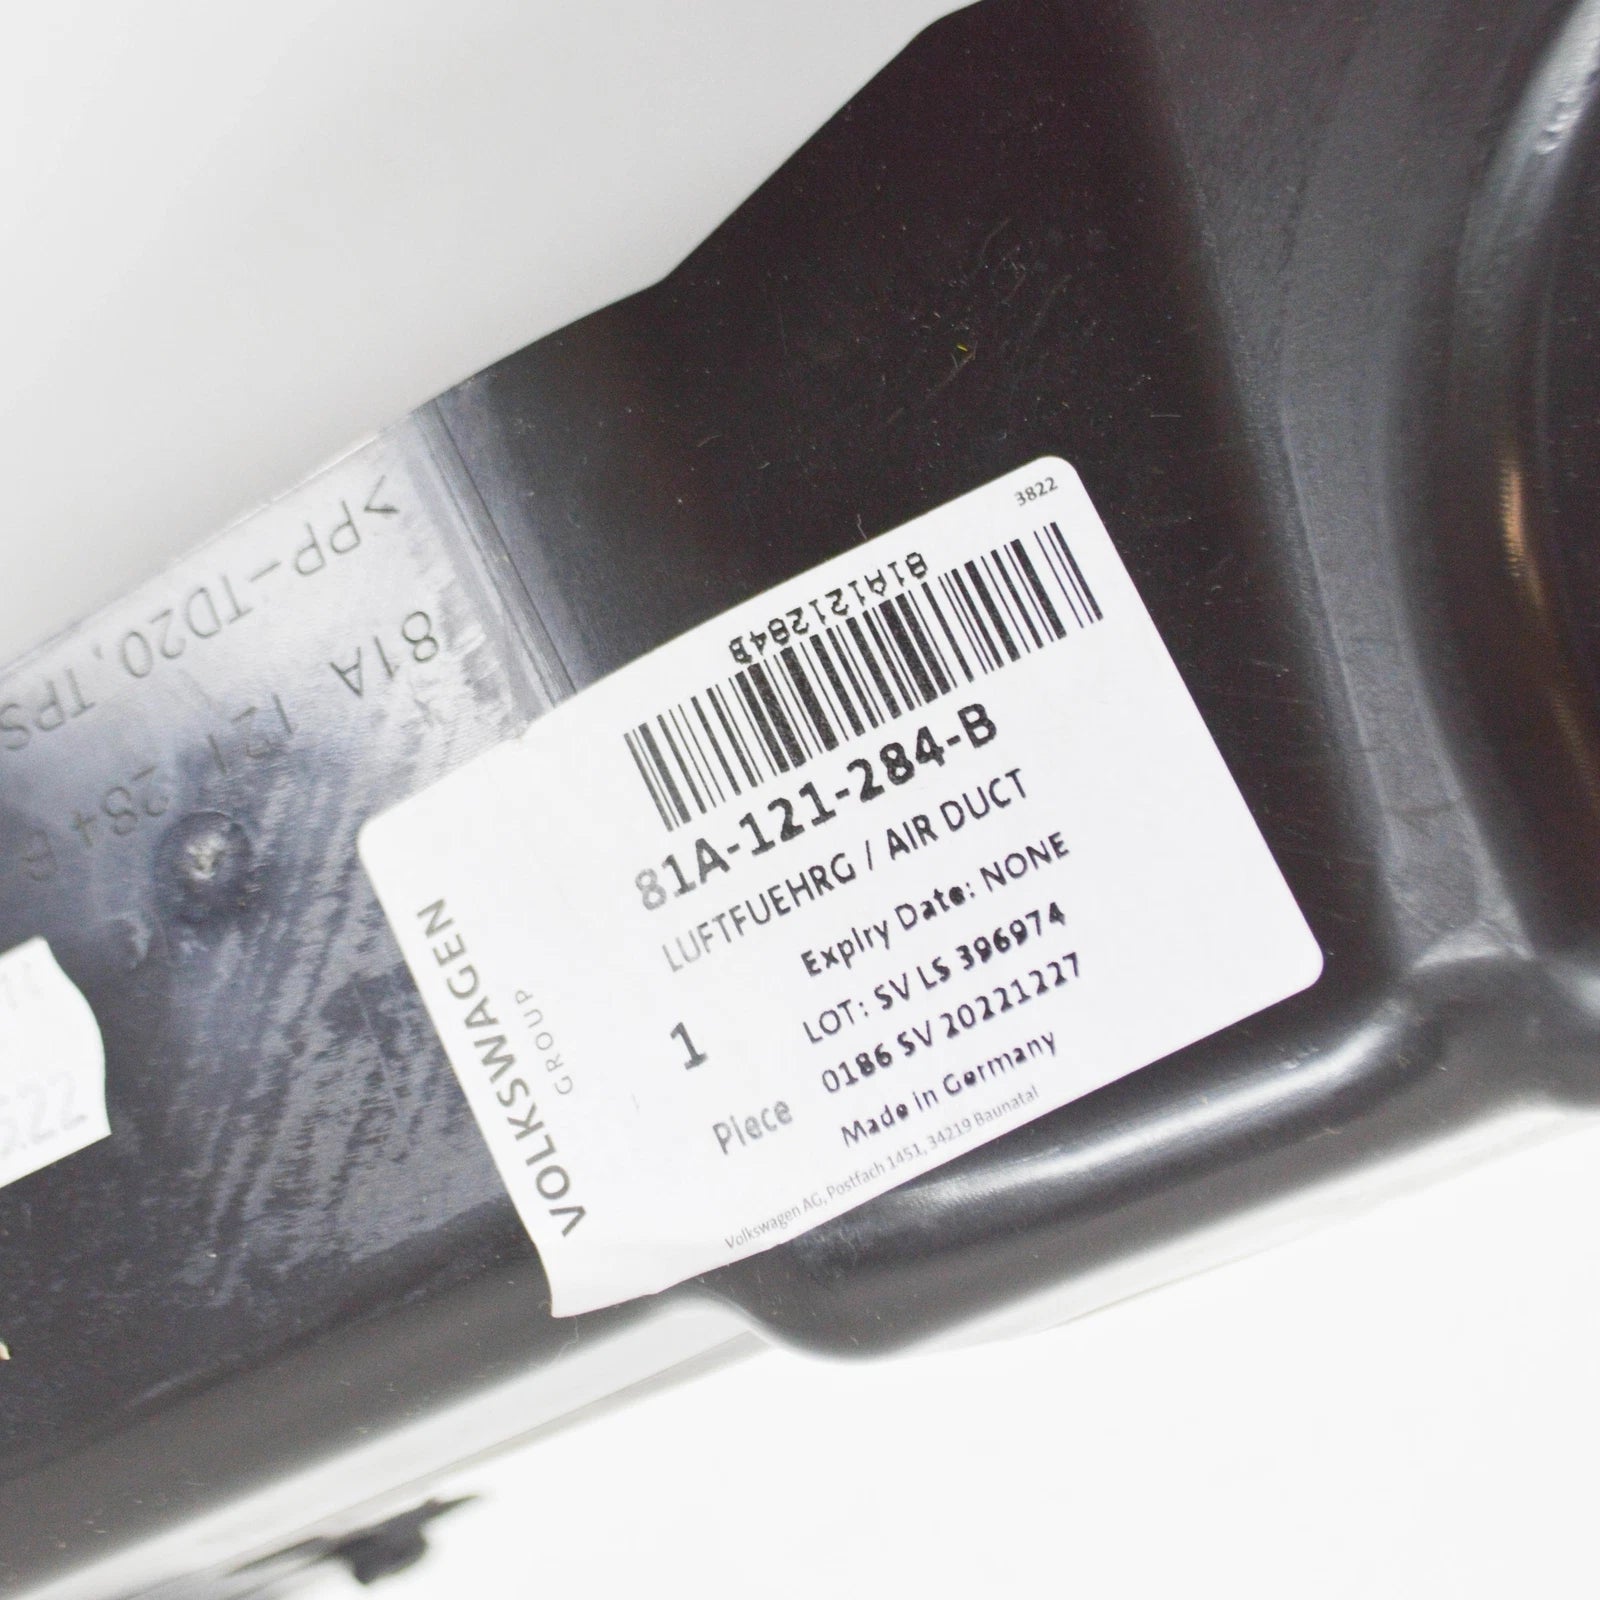 3822
81A121284B
81A-121-284-B
LUFTFUEHRG / AIR DUCT
Expiry Date: NONE
LOT: SV LS 396974
0186 SV 20221227
Made in Germany
1
Piece
VOLKSWAGEN
GROUP
Volkswagen AG, Postfach 1451, 34219 Baunatal
>PP-TD20, TPS
81A 121 284 B